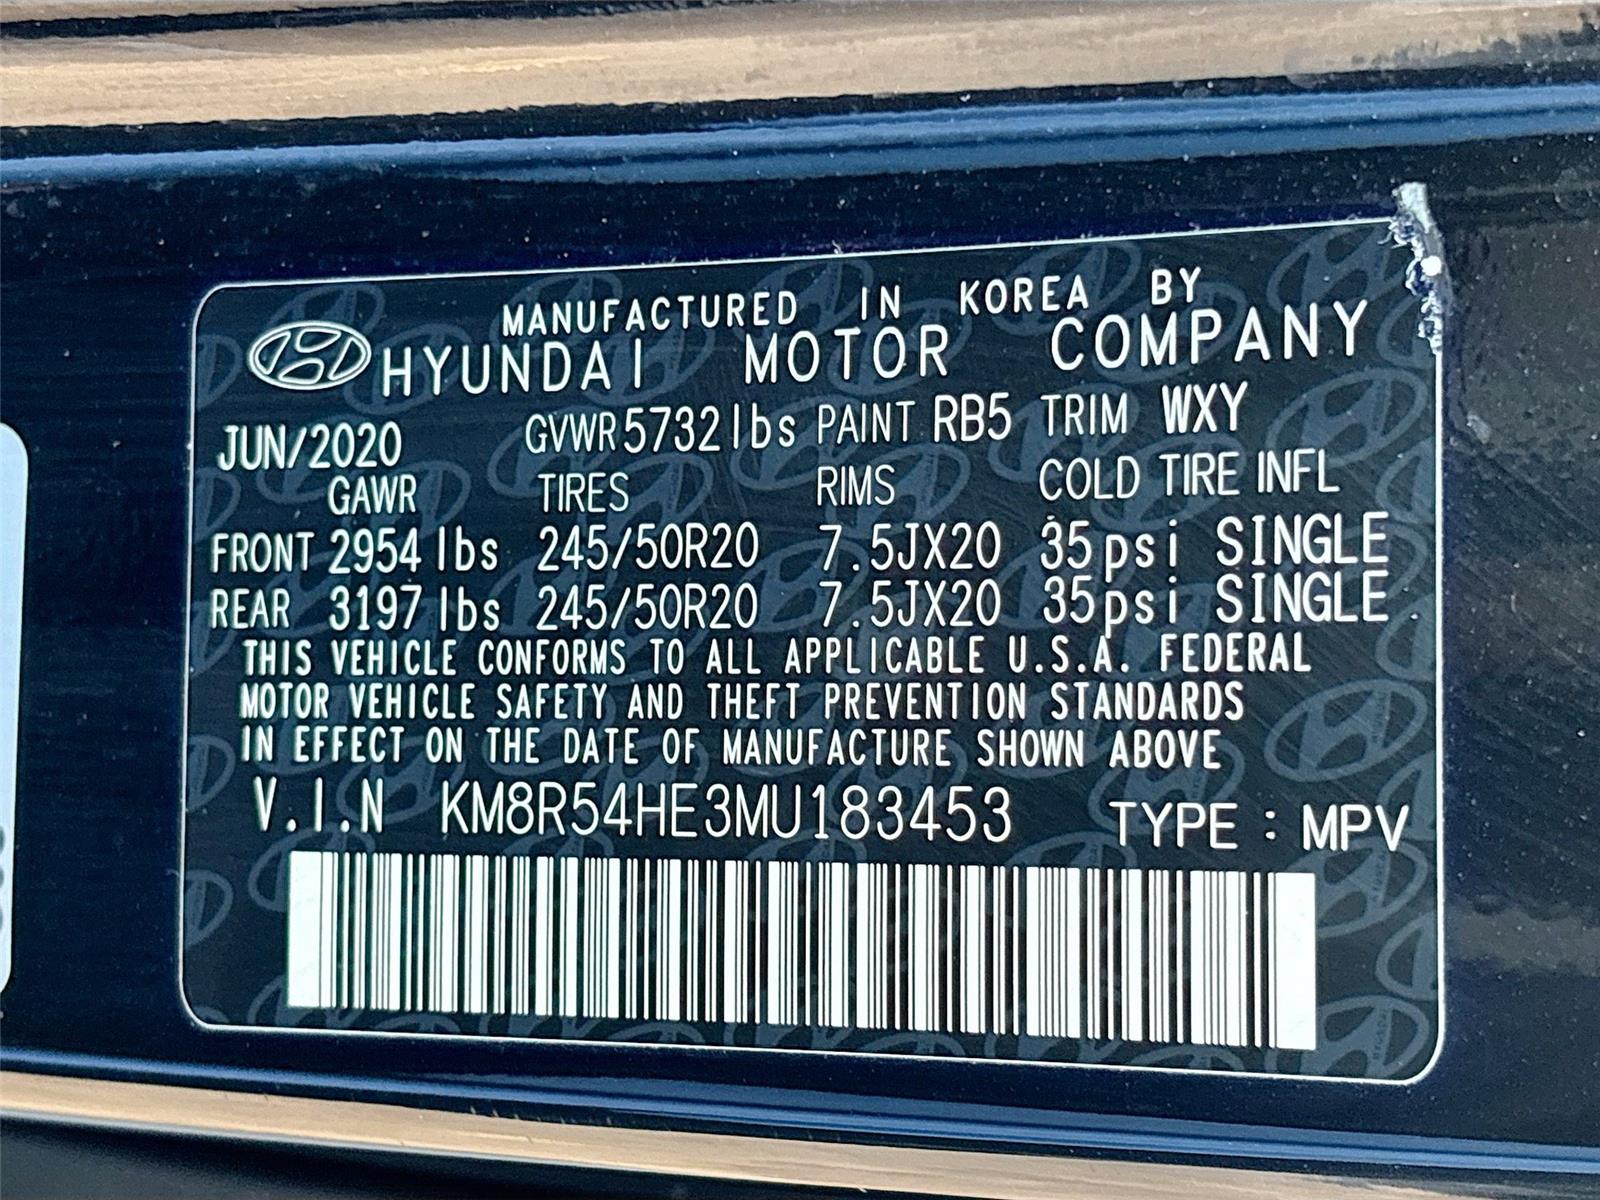 MANUFACTURED IN KOREA BY
HYUNDAI MOTOR COMPANY
JUN/2020 GVWR 5732 lbs PAINT RB5 TRIM WXY
GAWR TIRES RIMS COLD TIRE INFL
FRONT 2954 lbs 245/50R20 7.5JX20 35psi SINGLE
REAR 3197 lbs 245/50R20 7.5JX20 35psi SINGLE
THIS VEHICLE CONFORMS TO ALL APPLICABLE U.S.A. FEDERAL
MOTOR VEHICLE SAFETY AND THEFT PREVENTION STANDARDS
IN EFFECT ON THE DATE OF MANUFACTURE SHOWN ABOVE
V.I.N KM8R54HE3MU183453 TYPE : MPV